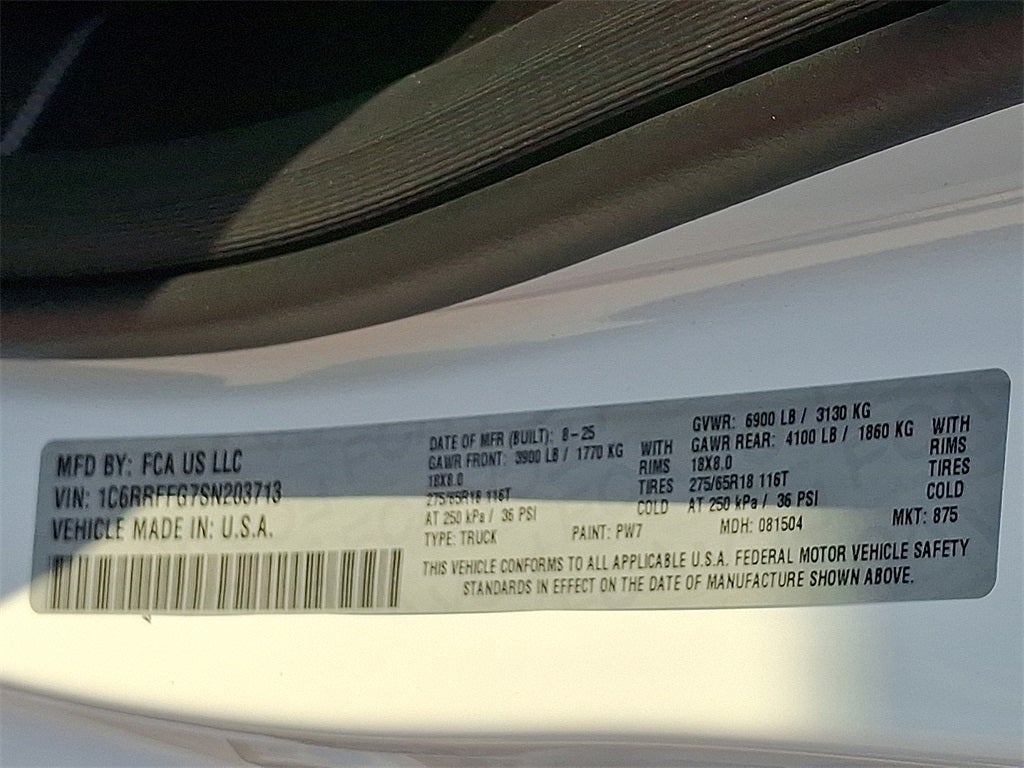 MFD BY: FCA US LLC
VIN: 1C6RRFFG7SN203713
VEHICLE MADE IN: U.S.A.
DATE OF MFR (BUILT): 8-25
GAWR FRONT: 3900 LB / 1770 KG WITH
18X8.0 RIMS
275/65R18 116T TIRES
AT 250 kPa / 36 PSI COLD
TYPE: TRUCK
GVWR: 6900 LB / 3130 KG
GAWR REAR: 4100 LB / 1860 KG WITH
18X8.0 RIMS
275/65R18 116T TIRES
AT 250 kPa / 36 PSI COLD
PAINT: PW7 MDH: 081504 MKT: 875
THIS VEHICLE CONFORMS TO ALL APPLICABLE U.S.A. FEDERAL MOTOR VEHICLE SAFETY
STANDARDS IN EFFECT ON THE DATE OF MANUFACTURE SHOWN ABOVE.